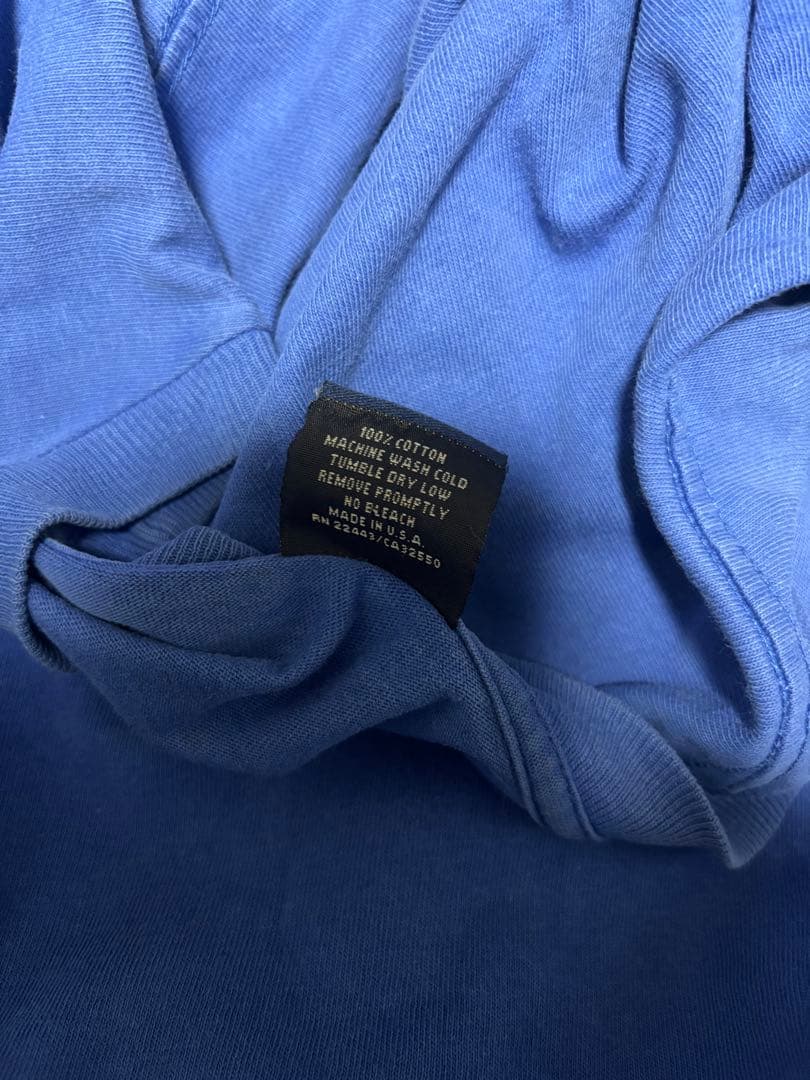 100% COTTON
MACHINE WASH COLD
TUMBLE DRY LOW
REMOVE PROMPTLY
NO BLEACH
MADE IN U.S.A.
RN 22443/CA32550